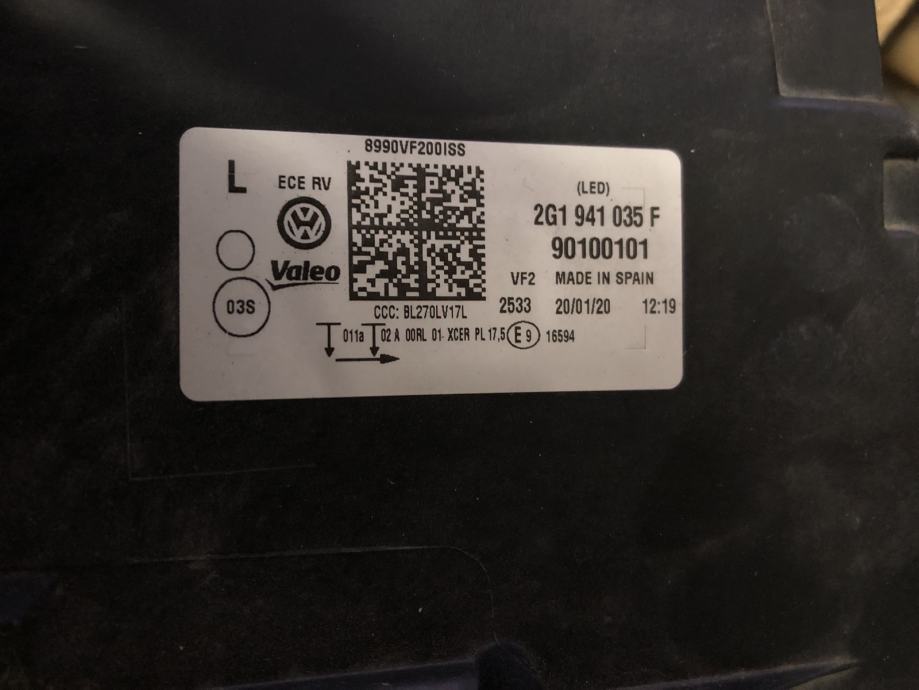 8990VF200ISS
L
ECE RV
(LED)
2G1 941 035 F
90100101
Valeo
VF2 MADE IN SPAIN
03S
2533 20/01/20 12:19
CCC: BL270LV17L
011a 02 A 00RL 01- XCER PL 17,5 E 9 16594